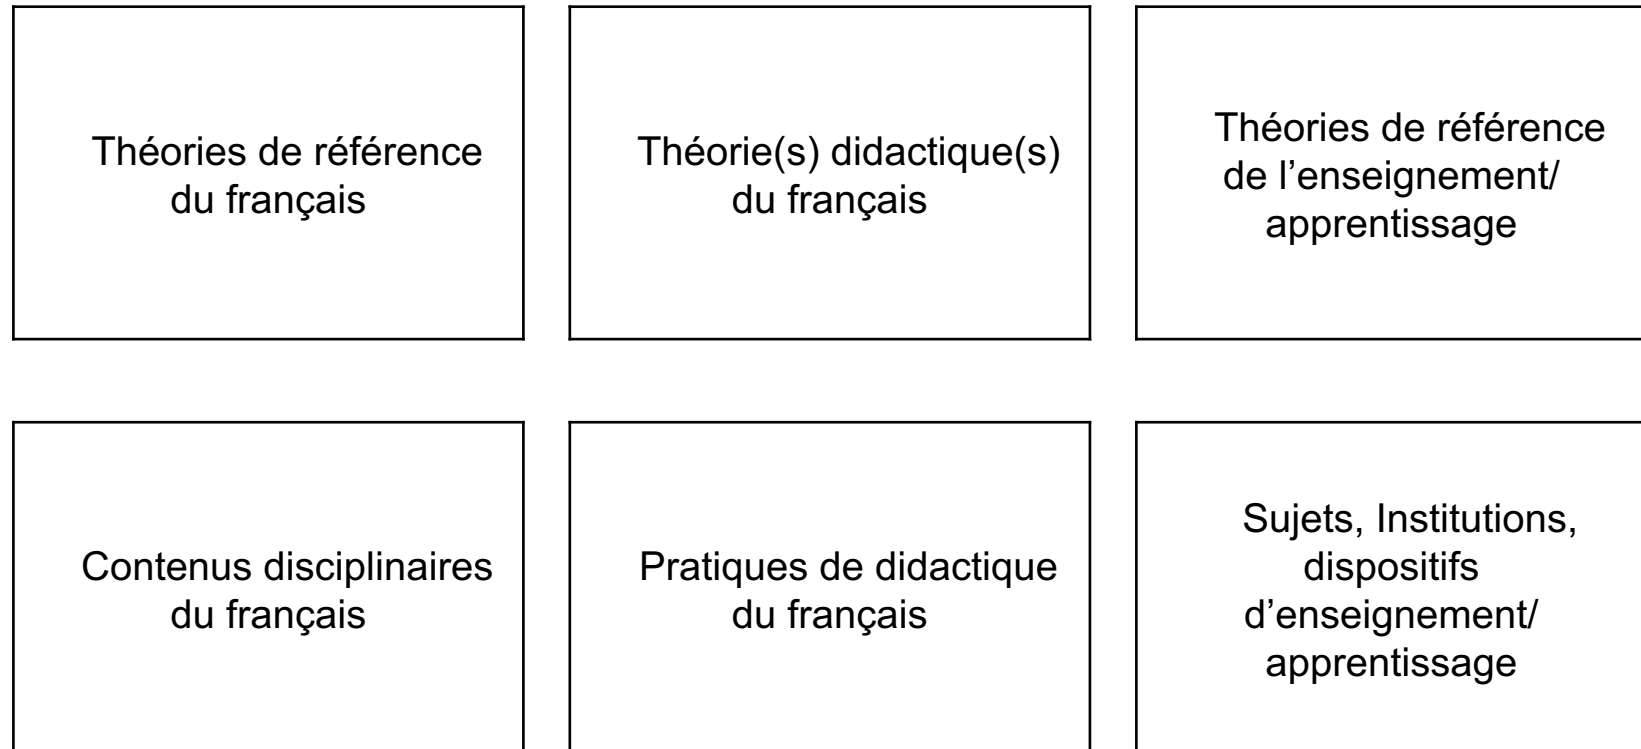 Théories de référence
du français
Théorie(s) didactique(s)
du français
Théories de référence
de l’enseignement/
apprentissage
Contenus disciplinaires
du français
Pratiques de didactique
du français
Sujets, Institutions,
dispositifs
d’enseignement/
apprentissage